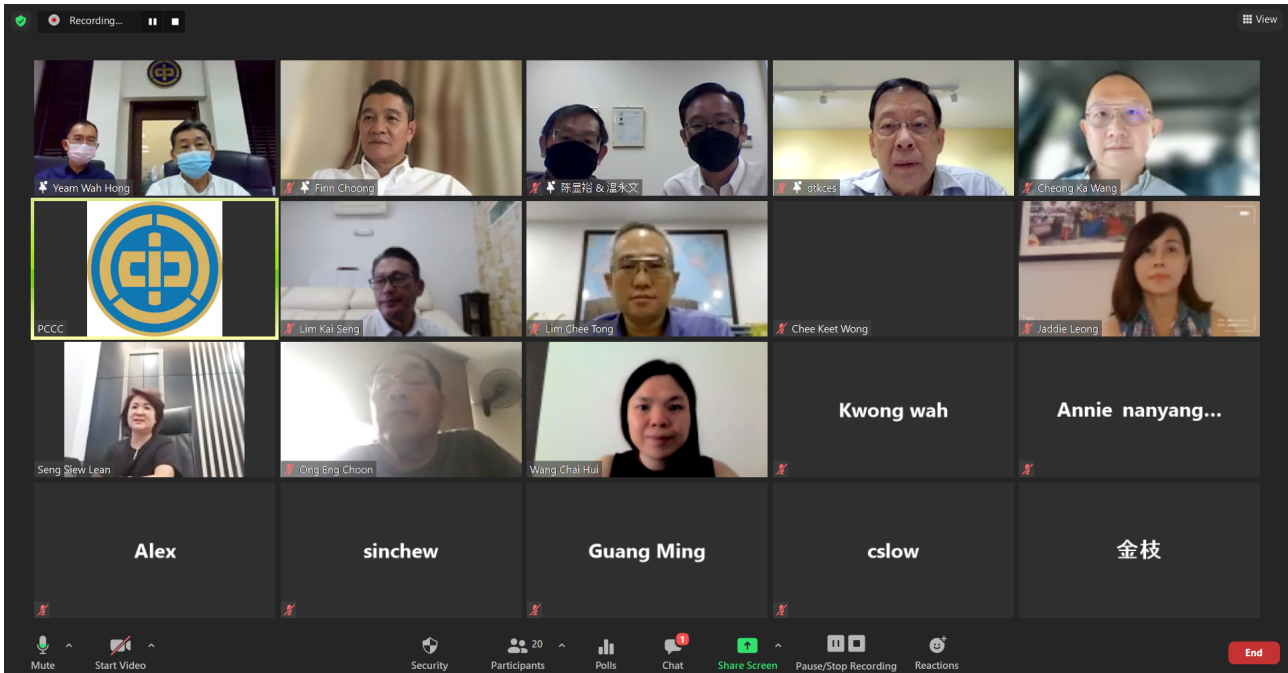 Recording...
View
Yeam Wah Hong
Finn Choong
陈显裕 & 温永文
dtkces
Cheong Ka Wang
PCCC
Lim Kai Seng
Lim Chee Tong
Chee Keet Wong
Jaddie Leong
Seng Siew Lean
Ong Eng Choon
Wang Chai Hui
Kwong wah
Annie nanyang...
Alex
sinchew
Guang Ming
cslow
金枝
20
1
Mute
Start Video
Security
Participants
Polls
Chat
Share Screen
Pause/Stop Recording
Reactions
End